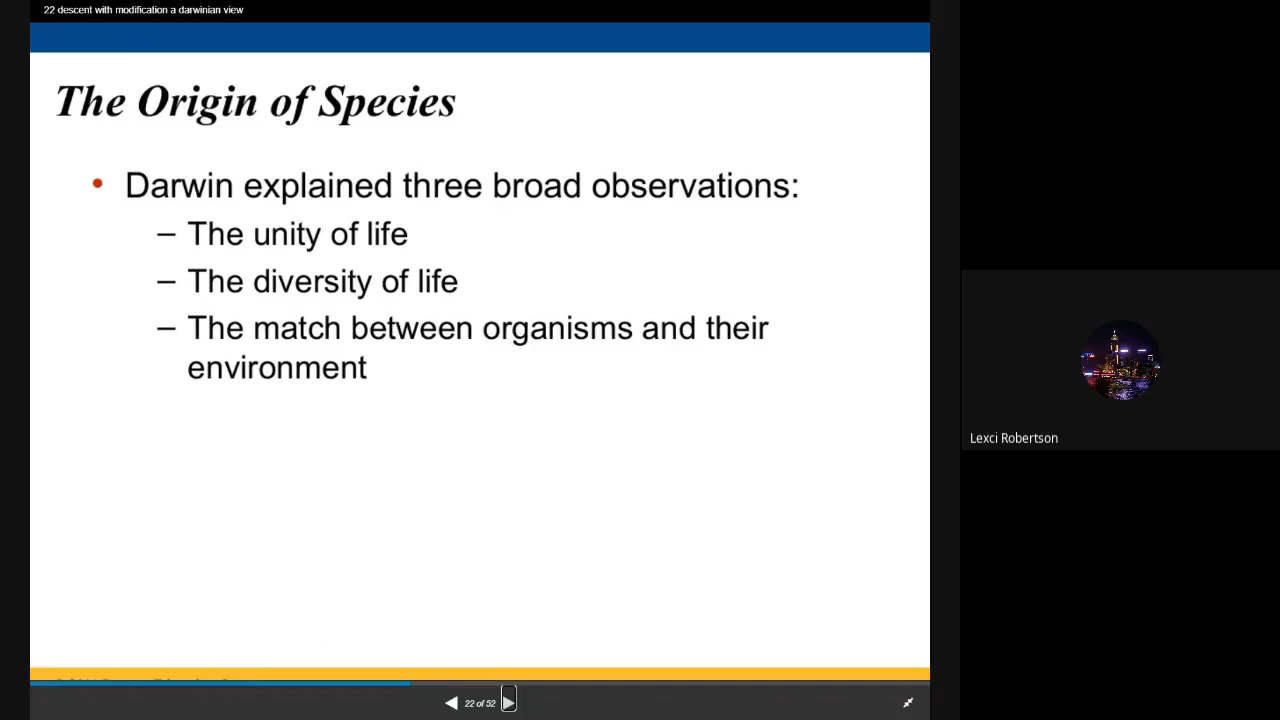 22 descent with modification a darwinian view
The Origin of Species
• Darwin explained three broad observations:
– The unity of life
– The diversity of life
– The match between organisms and their
environment
Lexci Robertson
22 of 52